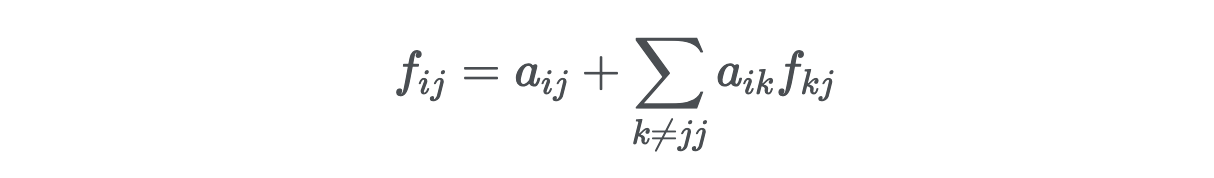 f_{ij} = a_{ij} + \sum_{k \neq jj} a_{ik} f_{kj}